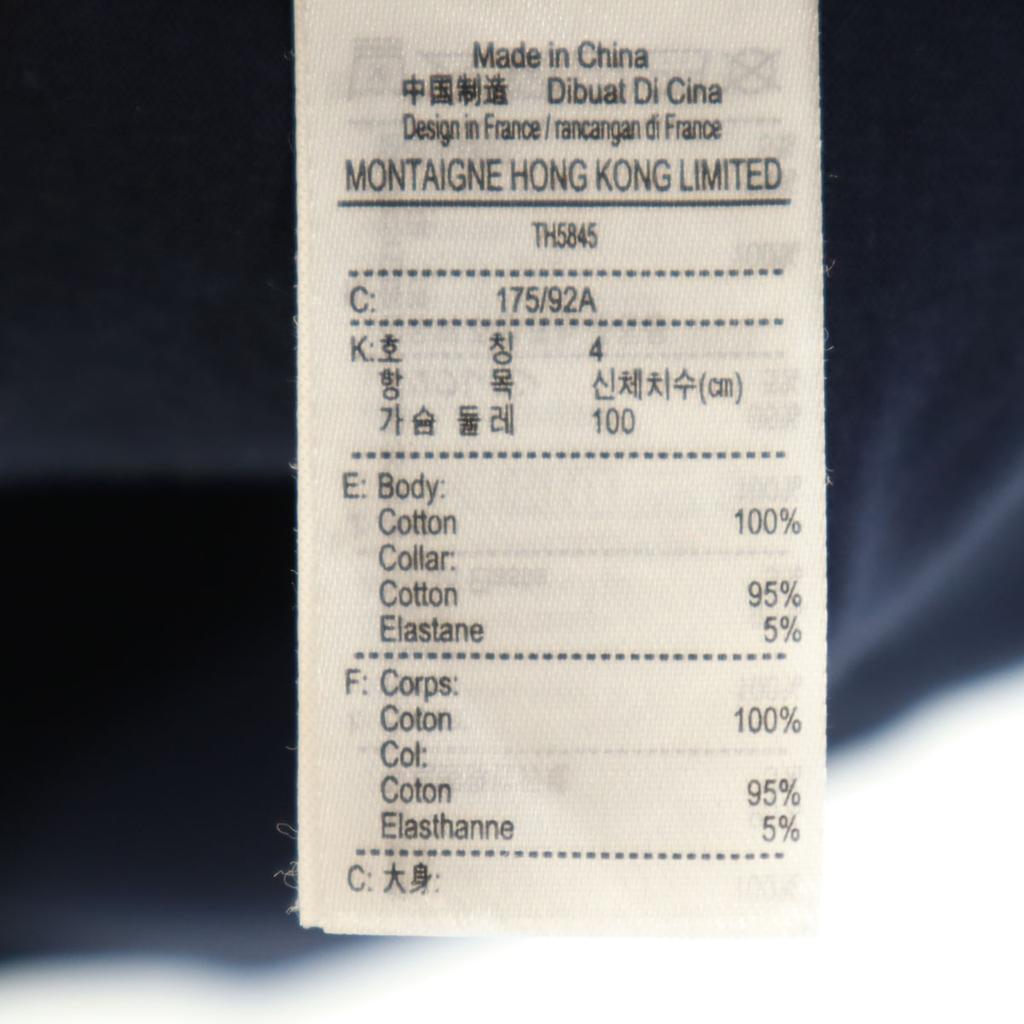 Made in China
中国制造 Dibuat Di Cina
Design in France / rancangan di France
MONTAIGNE HONG KONG LIMITED
TH5845
C: 175/92A
K: 호 칭 4
항 목 신체치수(cm)
가슴 둘레 100
E: Body:
Cotton 100%
Collar:
Cotton 95%
Elastane 5%
F: Corps:
Coton 100%
Col:
Coton 95%
Elasthanne 5%
C: 大身: